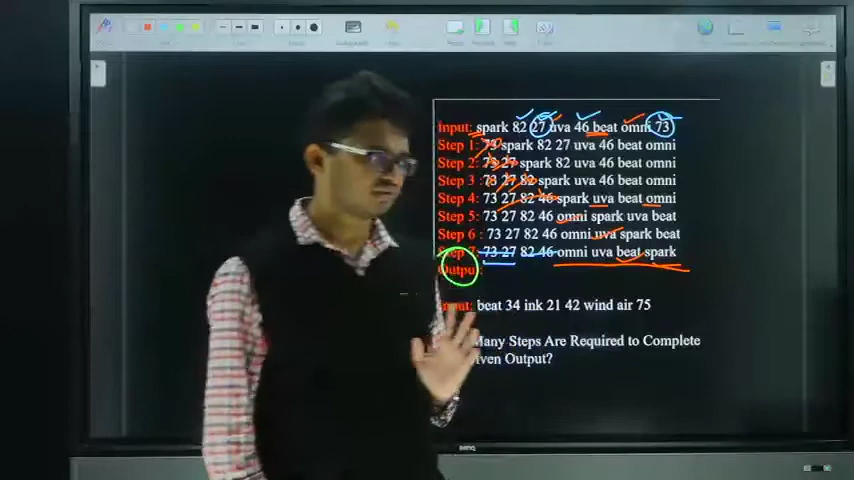 Input: spark 82 27 uva 46 beat omni 73
Step 1: 73 spark 82 27 uva 46 beat omni
Step 2: 73 27 spark 82 uva 46 beat omni
Step 3 : 73 27 82 spark uva 46 beat omni
Step 4: 73 27 82 46 spark uva beat omni
Step 5: 73 27 82 46 omni spark uva beat
Step 6 : 73 27 82 46 omni uva spark beat
Step 7: 73 27 82 46 omni uva beat spark
Output:
beat 34 ink 21 42 wind air 75
Many Steps Are Required to Complete
Output?
BenQ